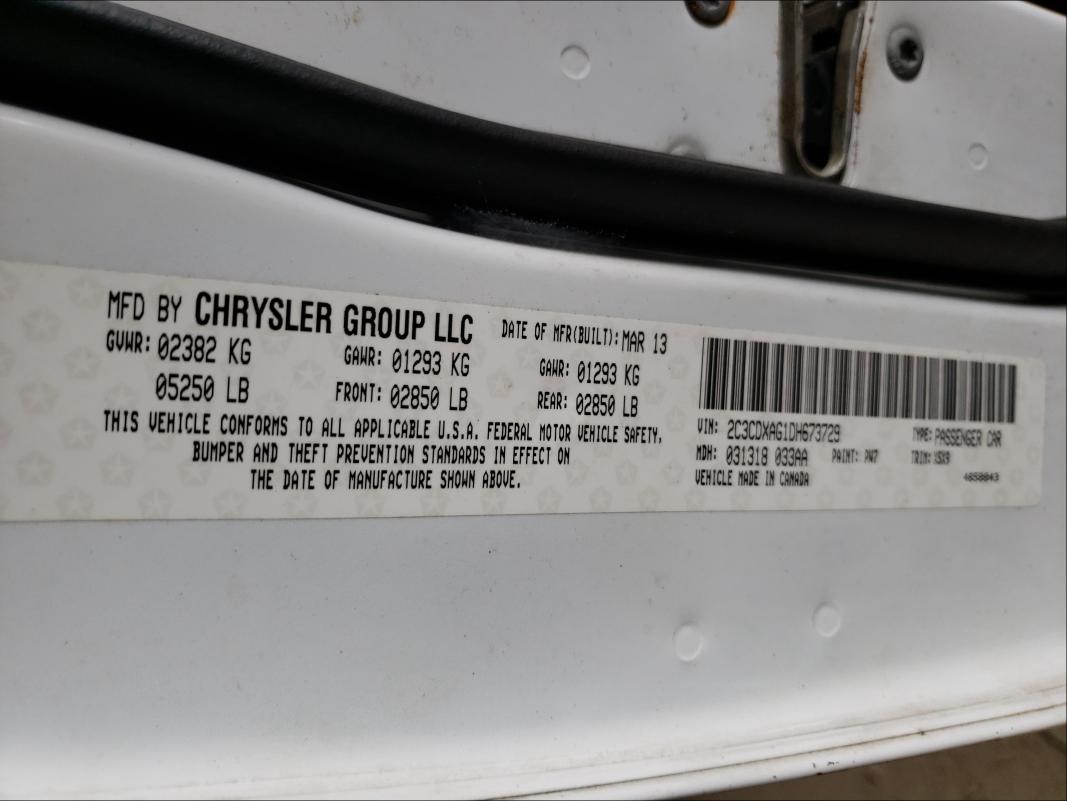 MFD BY CHRYSLER GROUP LLC DATE OF MFR(BUILT): MAR 13
GVWR: 02382 KG GAWR: 01293 KG GAWR: 01293 KG
05250 LB FRONT: 02850 LB REAR: 02850 LB
THIS VEHICLE CONFORMS TO ALL APPLICABLE U.S.A. FEDERAL MOTOR VEHICLE SAFETY,
BUMPER AND THEFT PREVENTION STANDARDS IN EFFECT ON
THE DATE OF MANUFACTURE SHOWN ABOVE.
VIN: 2C3CDXAG1DH673729 TYPE: PASSENGER CAR
MDH: 031318 033AA PAINT: PW7 TRIM: X5X9
VEHICLE MADE IN CANADA 4658843